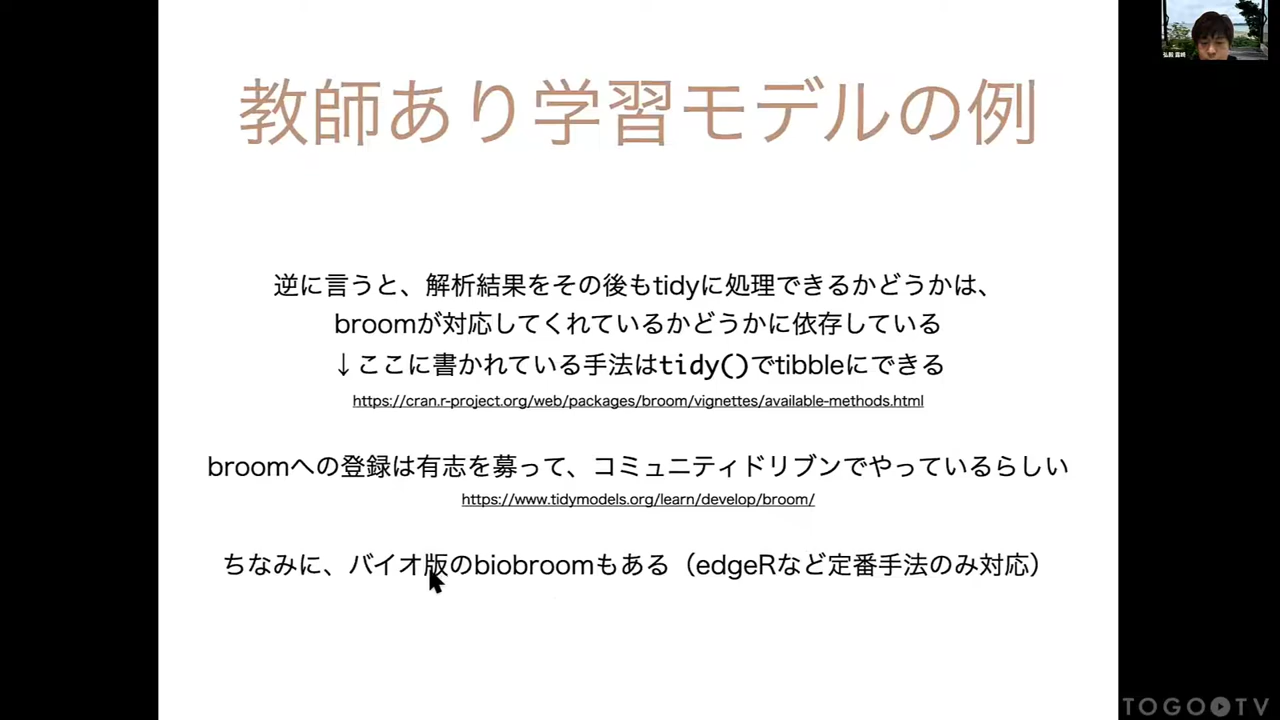 教師あり学習モデルの例
逆に言うと、解析結果をその後もtidyに処理できるかどうかは、
broomが対応してくれているかどうかに依存している
↓ここに書かれている手法はtidy()でtibbleにできる
https://cran.r-project.org/web/packages/broom/vignettes/available-methods.html
broomへの登録は有志を募って、コミュニティドリブンでやっているらしい
https://www.tidymodels.org/learn/develop/broom/
ちなみに、バイオ版のbiobroomもある（edgeRなど定番手法のみ対応）
TOGO TV